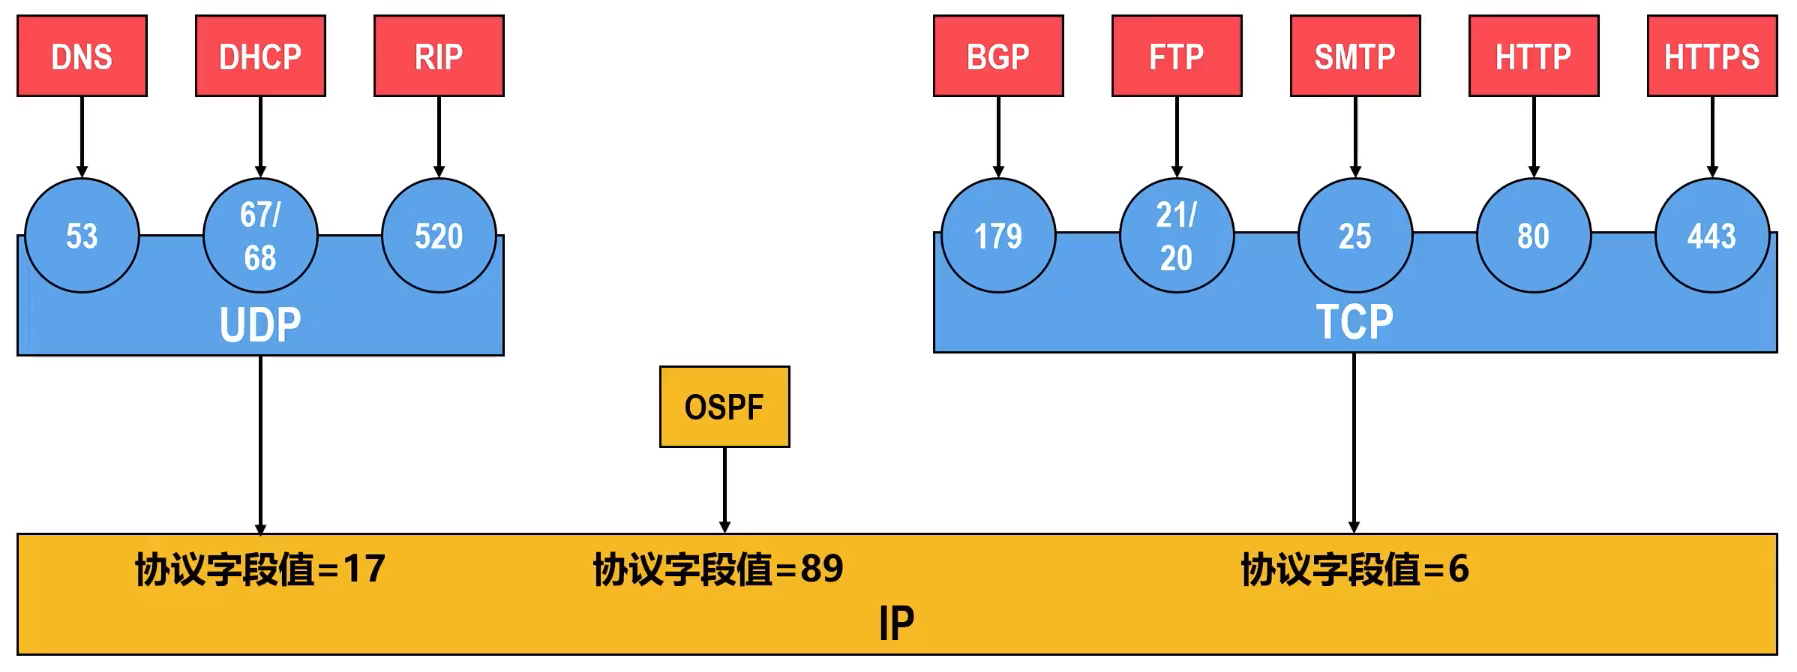 DNS DHCP RIP BGP FTP SMTP HTTP HTTPS
53 67/ 520 179 21/ 25 80 443
68 20
UDP TCP
OSPF
协议字段值=17 协议字段值=89 协议字段值=6
IP